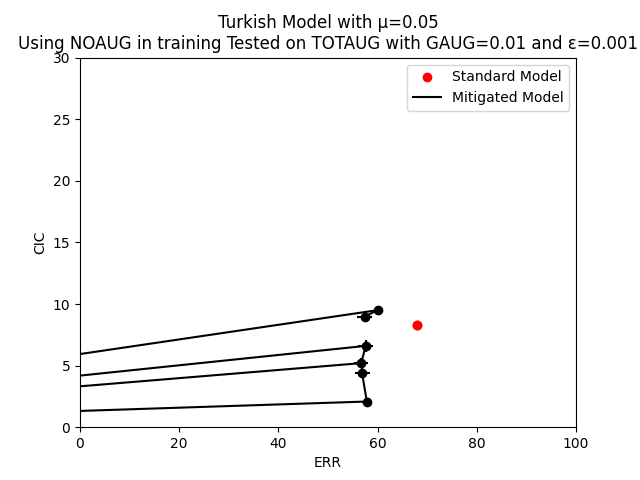 Turkish Model with μ=0.05
Using NOAUG in training Tested on TOTAUG with GAUG=0.01 and ε=0.001
30
25
20
15
10
5
0
CIC
Standard Model
Mitigated Model
0 20 40 60 80 100
ERR